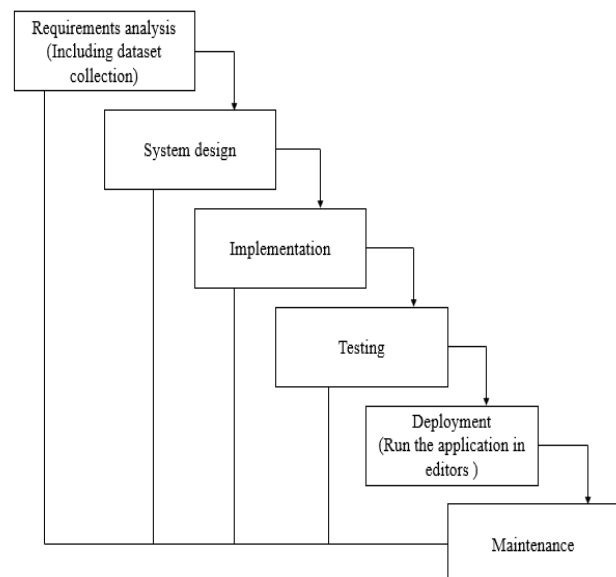 Requirements analysis
(Including dataset
collection)
System design
Implementation
Testing
Deployment
(Run the application in
editors )
Maintenance